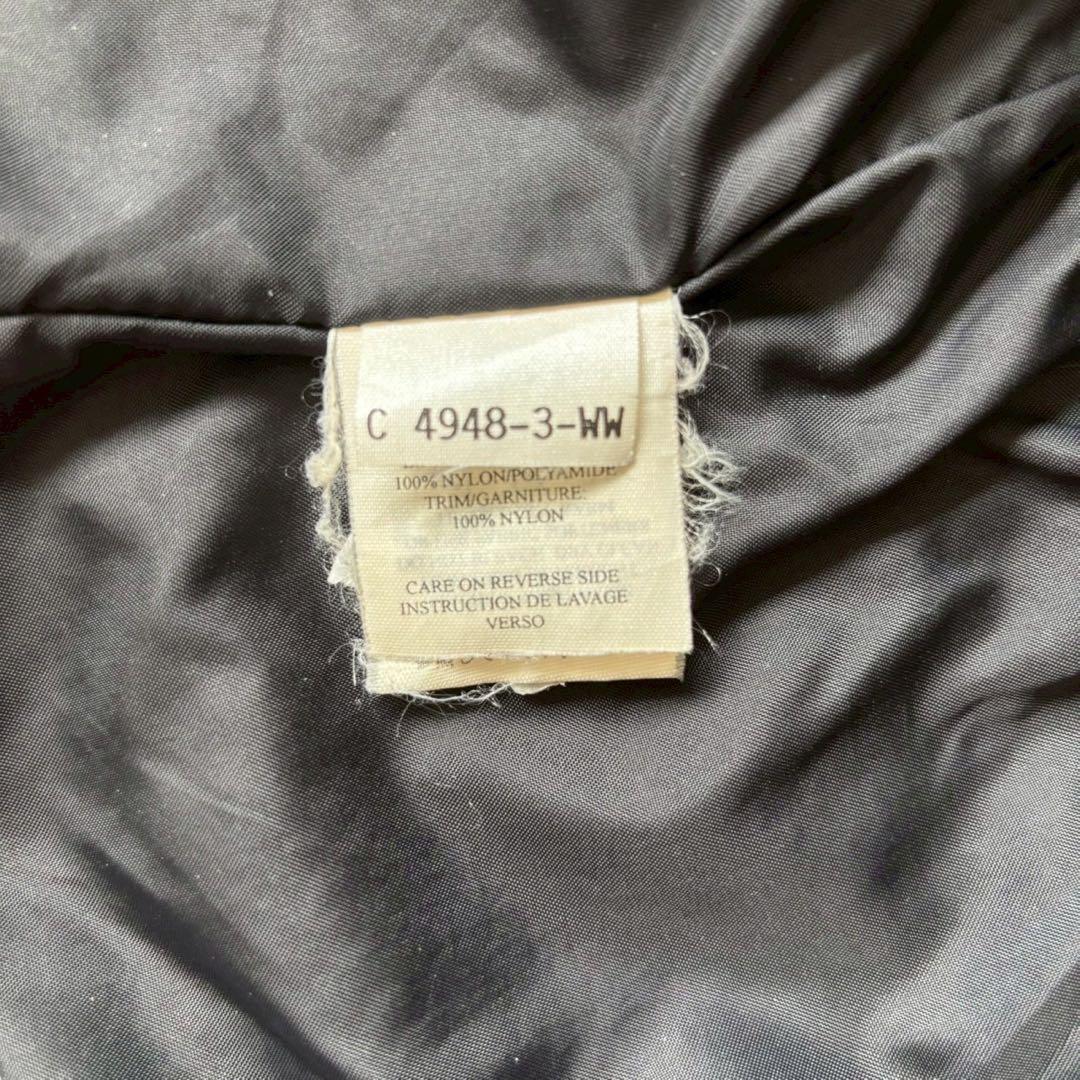 C 4948-3-WW
100% NYLON/POLYAMIDE
TRIM/GARNITURE:
100% NYLON
CARE ON REVERSE SIDE
INSTRUCTION DE LAVAGE
VERSO